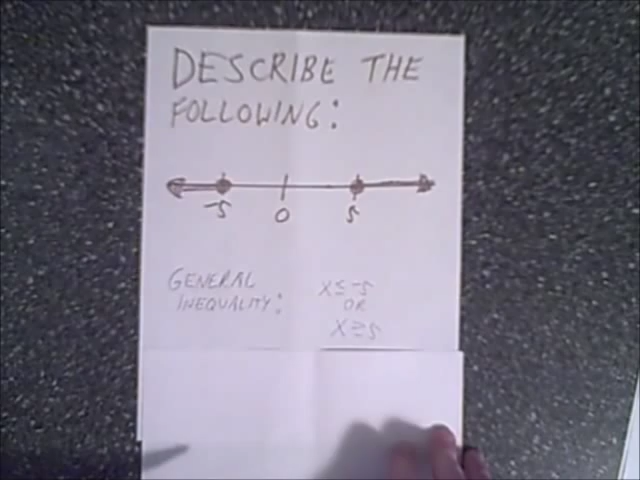 DESCRIBE THE
FOLLOWING:
-5 0 5
GENERAL
INEQUALITY:
X ≤ -5
OR
X ≥ 5